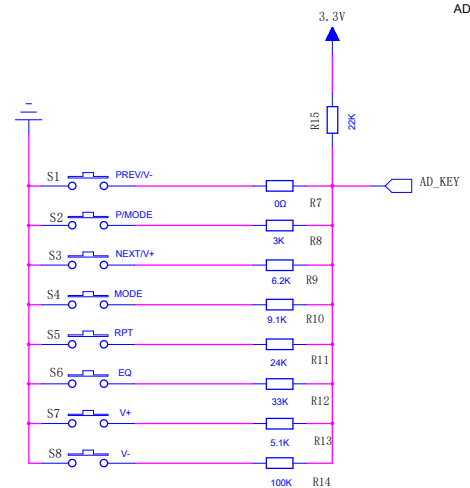 AD
3.3V
R15
22K
S1 PREV/V-
0Ω R7
AD_KEY
S2 P/MODE
3K R8
S3 NEXT/V+
6.2K R9
S4 MODE
9.1K R10
S5 RPT
24K R11
S6 EQ
33K R12
S7 V+
5.1K R13
S8 V-
100K R14